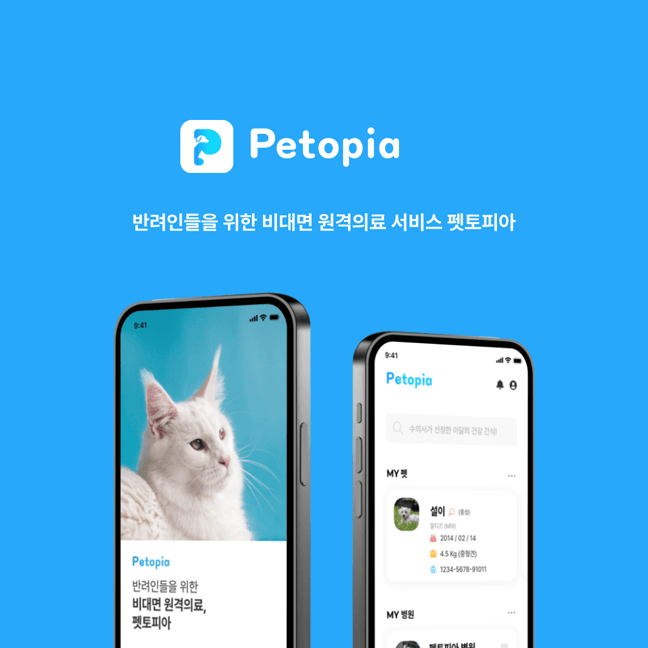 Petopia
반려인들을 위한 비대면 원격의료 서비스 펫토피아
9:41
Petopia
반려인들을 위한
비대면 원격의료,
펫토피아
9:41
Petopia
수의사가 선정한 이달의 건강 간식!
MY 펫
설이 (중성)
말티즈 (MIX)
2014 / 02 / 14
4.5 Kg (중형견)
1234-5678-91011
MY 병원
펫토피아 병원